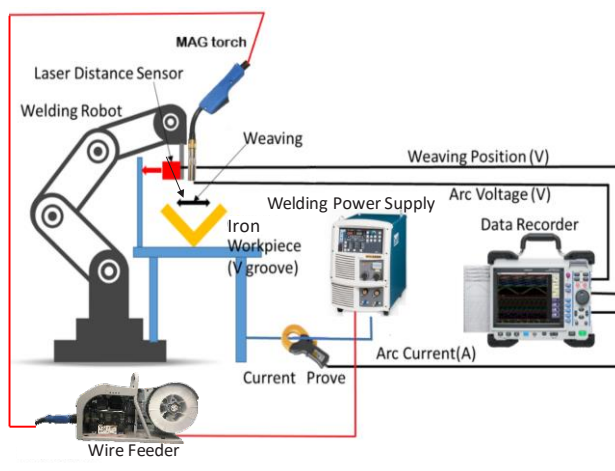 MAG torch
Laser Distance Sensor
Welding Robot
Weaving
Weaving Position (V)
Arc Voltage (V)
Welding Power Supply
Data Recorder
Iron
Workpiece
(V groove)
Arc Current(A)
Current Prove
Wire Feeder